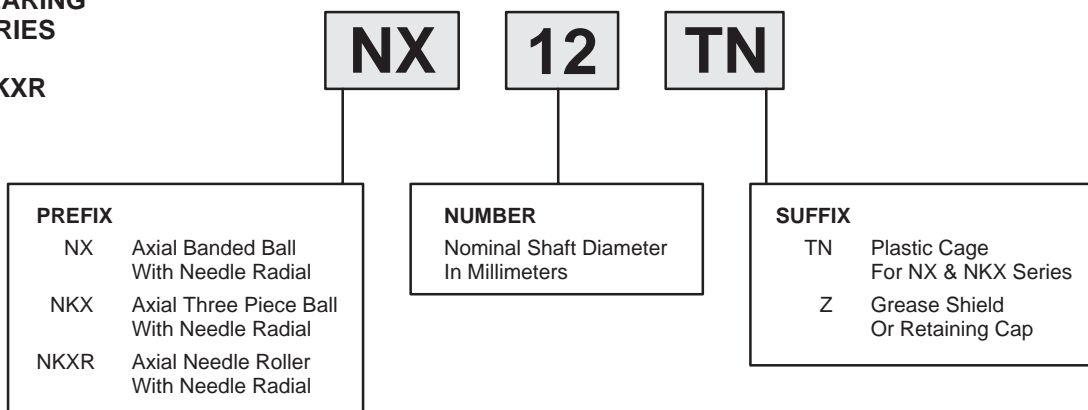 EARING
RIES
KXR
NX 12 TN
PREFIX
NX Axial Banded Ball
With Needle Radial
NKX Axial Three Piece Ball
With Needle Radial
NKXR Axial Needle Roller
With Needle Radial
NUMBER
Nominal Shaft Diameter
In Millimeters
SUFFIX
TN Plastic Cage
For NX & NKX Series
Z Grease Shield
Or Retaining Cap